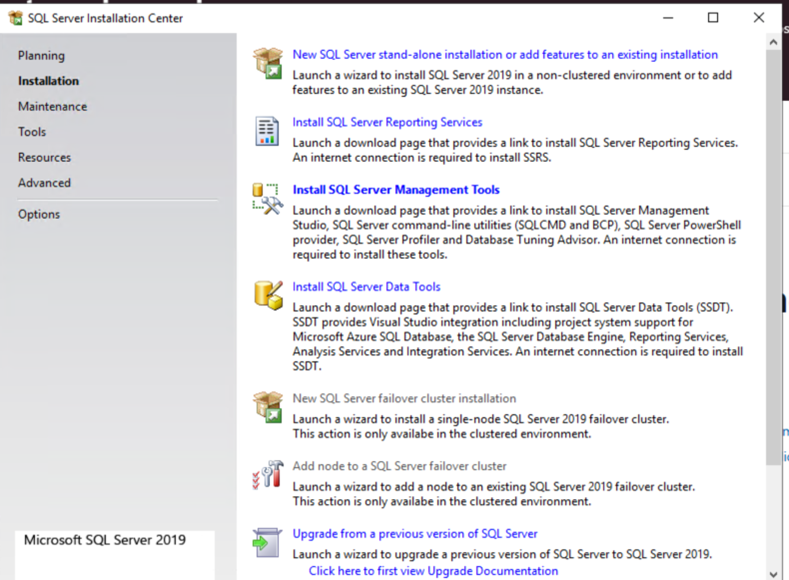 SQL Server Installation Center
Planning
Installation
Maintenance
Tools
Resources
Advanced
Options
Microsoft SQL Server 2019
New SQL Server stand-alone installation or add features to an existing installation
Launch a wizard to install SQL Server 2019 in a non-clustered environment or to add
features to an existing SQL Server 2019 instance.
Install SQL Server Reporting Services
Launch a download page that provides a link to install SQL Server Reporting Services.
An internet connection is required to install SSRS.
Install SQL Server Management Tools
Launch a download page that provides a link to install SQL Server Management
Studio, SQL Server command-line utilities (SQLCMD and BCP), SQL Server PowerShell
provider, SQL Server Profiler and Database Tuning Advisor. An internet connection is
required to install these tools.
Install SQL Server Data Tools
Launch a download page that provides a link to install SQL Server Data Tools (SSDT).
SSDT provides Visual Studio integration including project system support for
Microsoft Azure SQL Database, the SQL Server Database Engine, Reporting Services,
Analysis Services and Integration Services. An internet connection is required to install
SSDT.
New SQL Server failover cluster installation
Launch a wizard to install a single-node SQL Server 2019 failover cluster.
This action is only availabe in the clustered environment.
Add node to a SQL Server failover cluster
Launch a wizard to add a node to an existing SQL Server 2019 failover cluster.
This action is only availabe in the clustered environment.
Upgrade from a previous version of SQL Server
Launch a wizard to upgrade a previous version of SQL Server to SQL Server 2019.
Click here to first view Upgrade Documentation